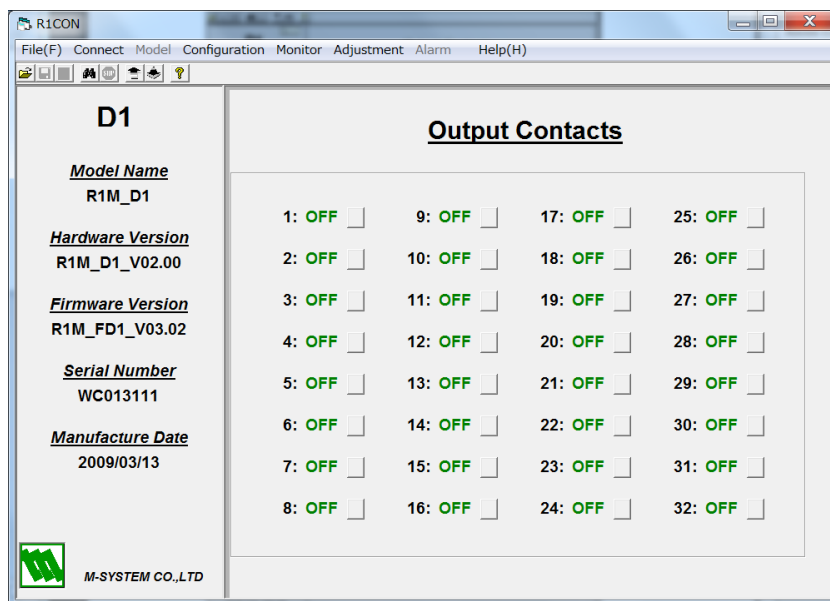 R1CON
File(F) Connect Model Configuration Monitor Adjustment Alarm Help(H)
D1
Model Name
R1M_D1
Hardware Version
R1M_D1_V02.00
Firmware Version
R1M_FD1_V03.02
Serial Number
WC013111
Manufacture Date
2009/03/13
M-SYSTEM CO.,LTD
Output Contacts
1: OFF 9: OFF 17: OFF 25: OFF
2: OFF 10: OFF 18: OFF 26: OFF
3: OFF 11: OFF 19: OFF 27: OFF
4: OFF 12: OFF 20: OFF 28: OFF
5: OFF 13: OFF 21: OFF 29: OFF
6: OFF 14: OFF 22: OFF 30: OFF
7: OFF 15: OFF 23: OFF 31: OFF
8: OFF 16: OFF 24: OFF 32: OFF